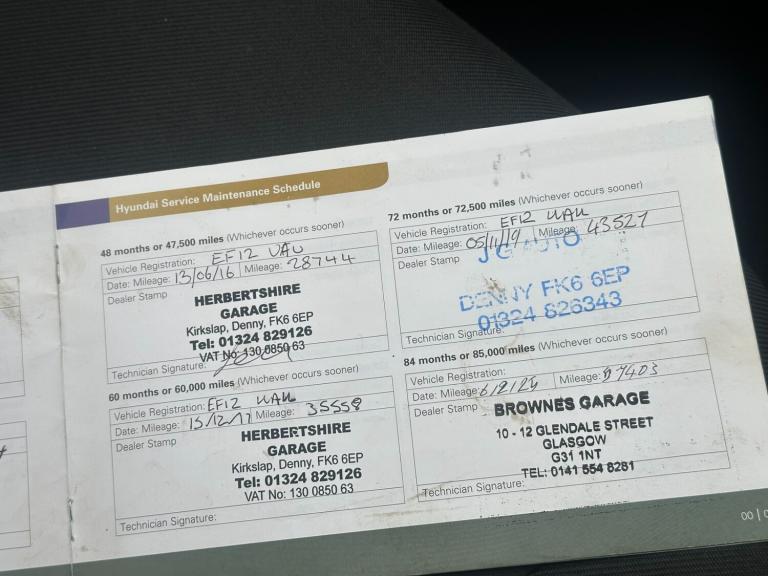 Hyundai Service Maintenance Schedule
48 months or 47,500 miles (Whichever occurs sooner)
Vehicle Registration: EF12 UAU
Date: Mileage: 13/06/16 Mileage: 28744
Dealer Stamp
HERBERTSHIRE
GARAGE
Kirkslap, Denny, FK6 6EP
Tel: 01324 829126
VAT No: 130 0850 63
Technician Signature:
60 months or 60,000 miles (Whichever occurs sooner)
Vehicle Registration: EF12
Date: Mileage: 15/12/17 Mileage: 35558
Dealer Stamp
HERBERTSHIRE
GARAGE
Kirkslap, Denny, FK6 6EP
Tel: 01324 829126
VAT No: 130 0850 63
Technician Signature:
72 months or 72,500 miles (Whichever occurs sooner)
Vehicle Registration: EF12
Date: Mileage: 05/11/19 Mileage: 43527
Dealer Stamp
JG AUTO
DENNY FK6 6EP
01324 826343
Technician Signature:
84 months or 85,000 miles (Whichever occurs sooner)
Vehicle Registration:
Date: Mileage: Mileage:
Dealer Stamp
BROWNES GARAGE
10 - 12 GLENDALE STREET
GLASGOW
G31 1NT
TEL: 0141 554 8281
Technician Signature: